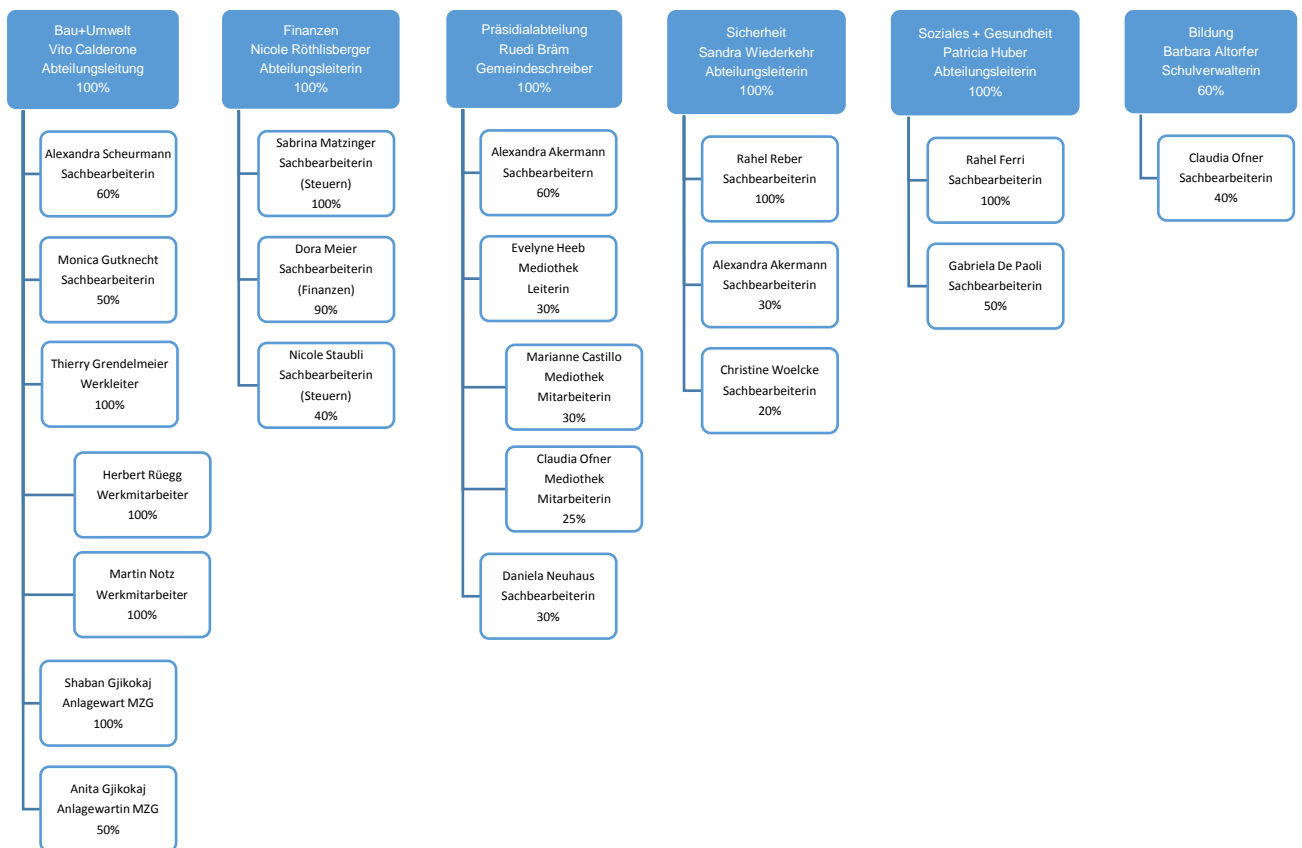 Bau+Umwelt
Vito Calderone
Abteilungsleitung
100%
Alexandra Scheurmann
Sachbearbeiterin
60%
Monica Gutknecht
Sachbearbeiterin
50%
Thierry Grendelmeier
Werkleiter
100%
Herbert Rüegg
Werkmitarbeiter
100%
Martin Notz
Werkmitarbeiter
100%
Shaban Gjikokaj
Anlagewart MZG
100%
Anita Gjikokaj
Anlagewartin MZG
50%
Finanzen
Nicole Röthlisberger
Abteilungsleiterin
100%
Sabrina Matzinger
Sachbearbeiterin
(Steuern)
100%
Dora Meier
Sachbearbeiterin
(Finanzen)
90%
Nicole Staubli
Sachbearbeiterin
(Steuern)
40%
Präsidialabteilung
Ruedi Bräm
Gemeindeschreiber
100%
Alexandra Akermann
Sachbearbeitern
60%
Evelyne Heeb
Mediothek
Leiterin
30%
Marianne Castillo
Mediothek
Mitarbeiterin
30%
Claudia Ofner
Mediothek
Mitarbeiterin
25%
Daniela Neuhaus
Sachbearbeiterin
30%
Sicherheit
Sandra Wiederkehr
Abteilungsleiterin
100%
Rahel Reber
Sachbearbeiterin
100%
Alexandra Akermann
Sachbearbeiterin
30%
Christine Woelcke
Sachbearbeiterin
20%
Soziales + Gesundheit
Patricia Huber
Abteilungsleiterin
100%
Rahel Ferri
Sachbearbeiterin
100%
Gabriela De Paoli
Sachbearbeiterin
50%
Bildung
Barbara Altorfer
Schulverwalterin
60%
Claudia Ofner
Sachbearbeiterin
40%